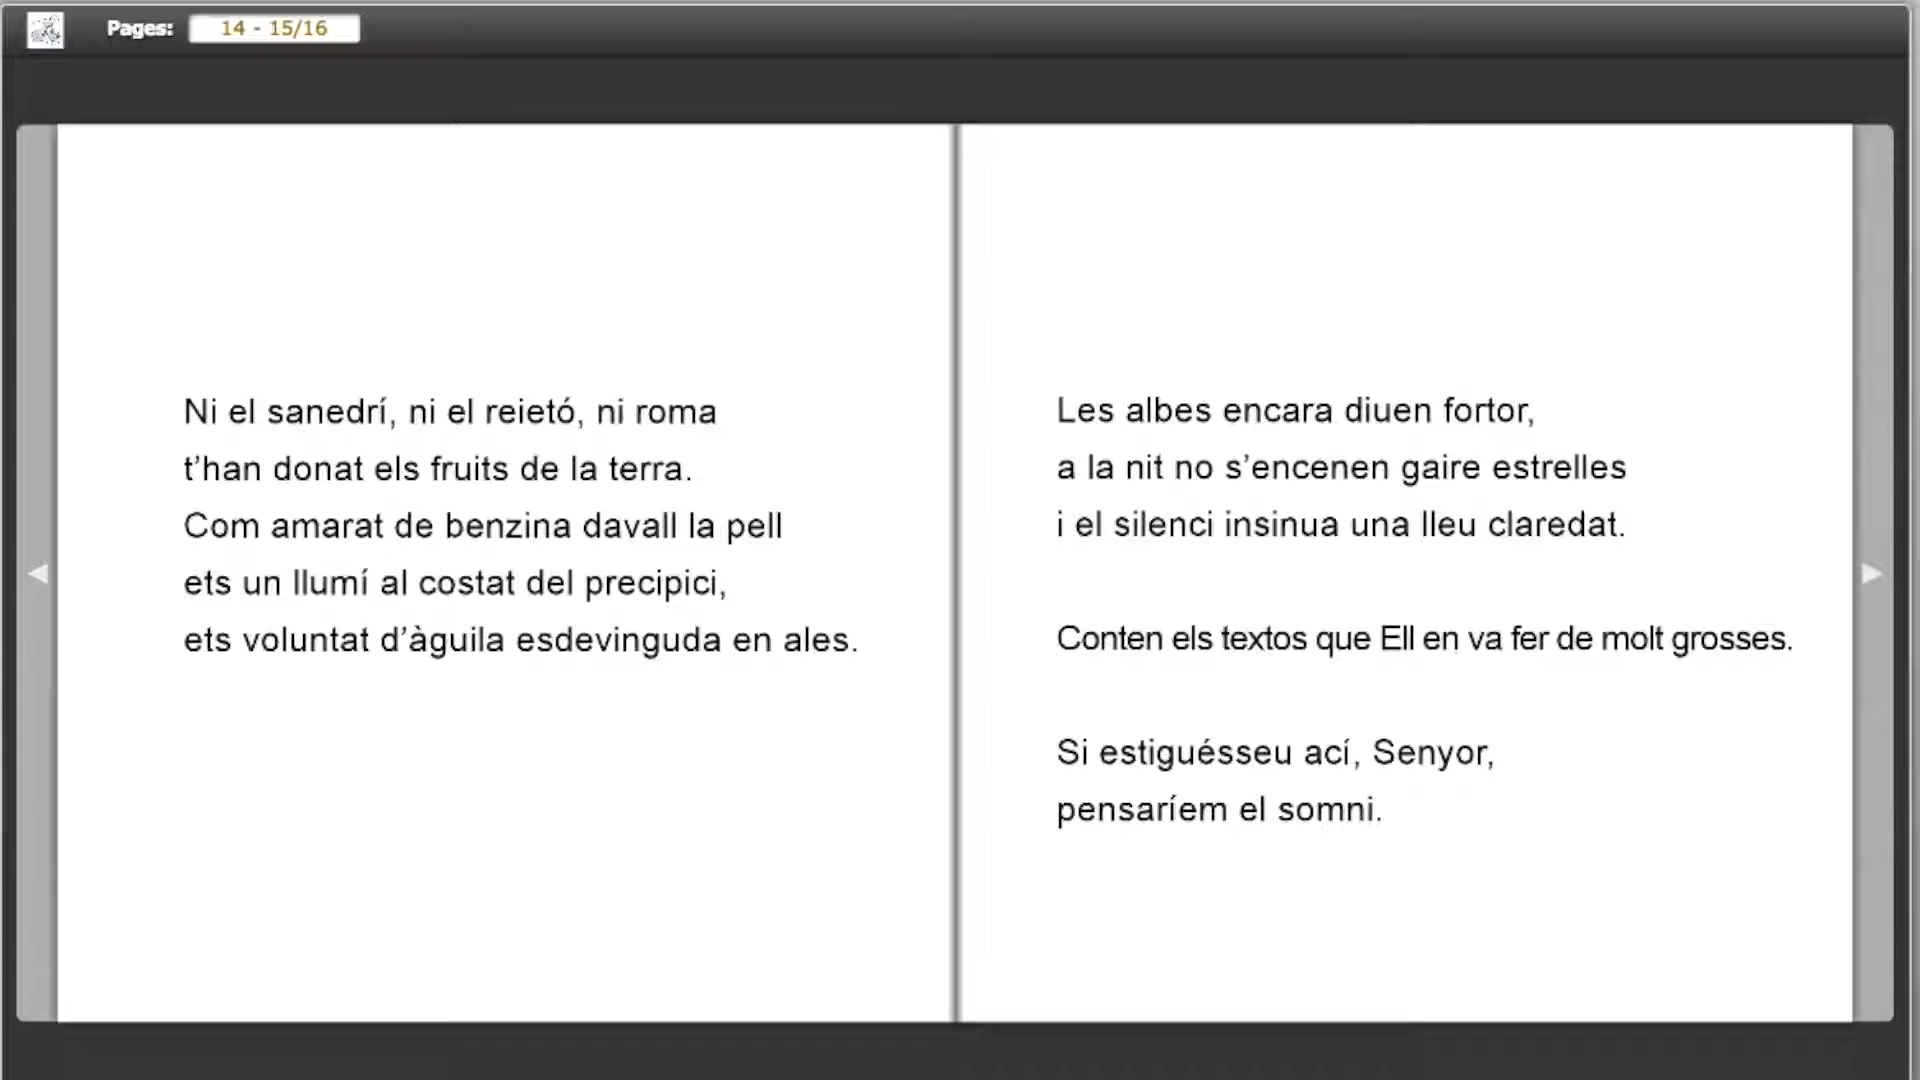 Pages: 14 - 15/16
Ni el sanedrí, ni el reietó, ni roma
t’han donat els fruits de la terra.
Com amarat de benzina davall la pell
ets un llumí al costat del precipici,
ets voluntat d’àguila esdevinguda en ales.
Les albes encara diuen fortor,
a la nit no s’encenen gaire estrelles
i el silenci insinua una lleu claredat.
Conten els textos que Ell en va fer de molt grosses.
Si estiguésseu ací, Senyor,
pensaríem el somni.